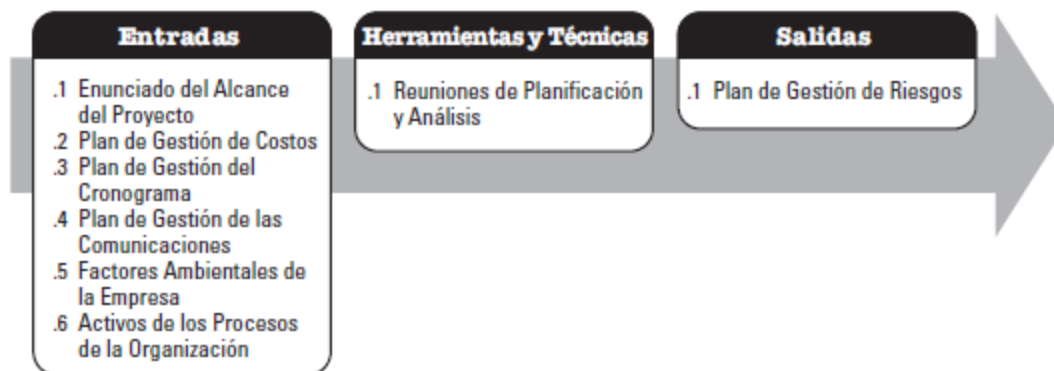 Entradas
.1 Enunciado del Alcance
del Proyecto
.2 Plan de Gestión de Costos
.3 Plan de Gestión del
Cronograma
.4 Plan de Gestión de las
Comunicaciones
.5 Factores Ambientales de
la Empresa
.6 Activos de los Procesos
de la Organización
Herramientas y Técnicas
.1 Reuniones de Planificación
y Análisis
Salidas
.1 Plan de Gestión de Riesgos